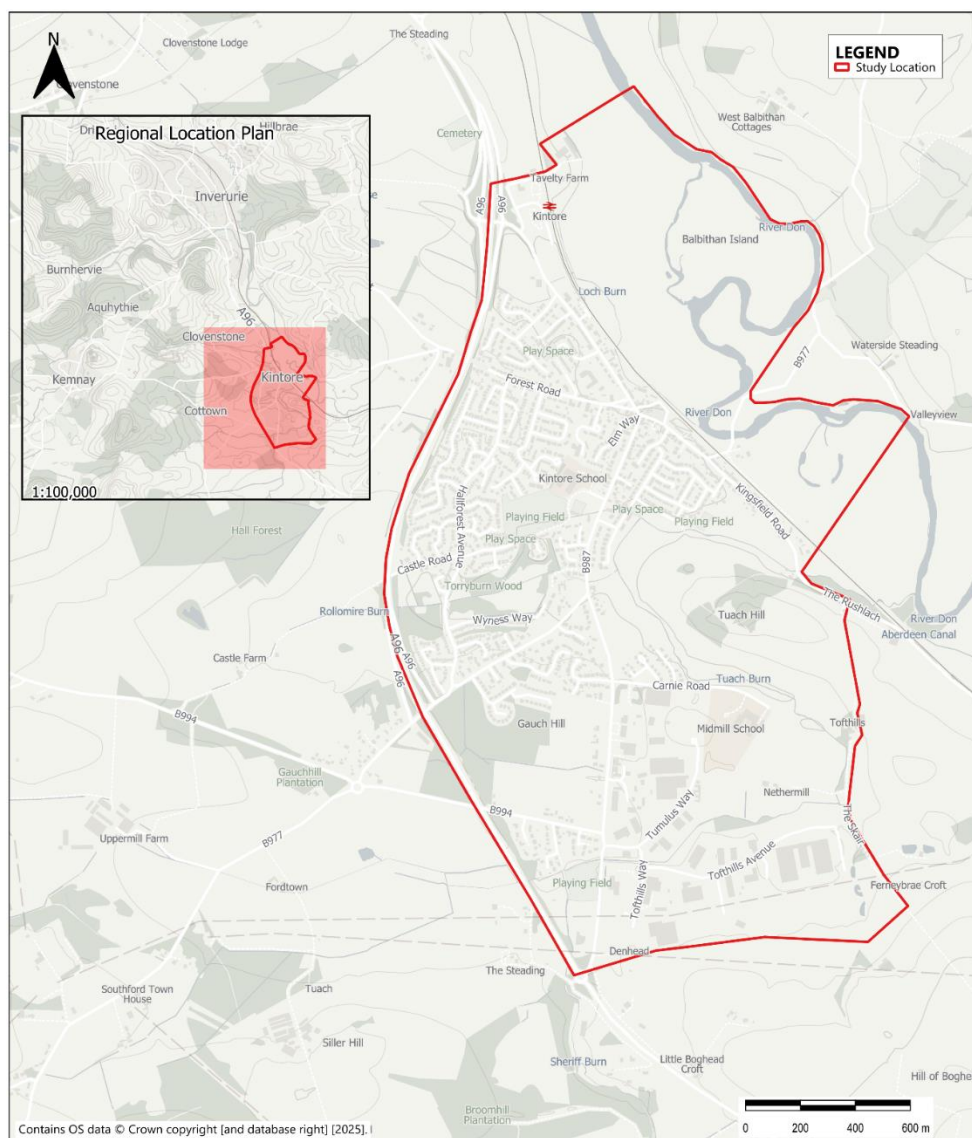 The Steading
Clovenstone Lodge
Clovenstone
N
LEGEND
Study Location
Hillbrae
Regional Location Plan
Inverurie
Burnhervie
Aquhythie
A96
Clovenstone
Kemnay
Kintore
Cottown
1:100,000
Cemetery
West Balbithan
Cottages
Tavelty Farm
A96
A96
Kintore
River Don
Balbithan Island
Loch Burn
Waterside Steading
B977
Play Space
Forest Road
Valleyview
River Don
Elm Way
Kintore School
Hallforest Avenue
Kingsfield Road
Playing Field
Play Space
Playing Field
Hall Forest
Play Space
B987
Castle Road
Torryburn Wood
Rollomire Burn
Wyness Way
Tuach Hill
The Rushlach
River Don
Aberdeen Canal
A96
A96
Castle Farm
Tuach Burn
Carnie Road
B994
Gauch Hill
Midmill School
Tofthills
Gauchhill
Plantation
Nethermill
B994
Tumulus Way
The Skair
Uppermill Farm
B977
Tofthills Avenue
Fordtown
Playing Field
Tofthills Way
Ferneybrae Croft
Denhead
The Steading
Southford Town
House
Tuach
Siller Hill
Sheriff Burn
Little Boghead
Croft
Hill of Boghe
Broomhill
Plantation
0 200 400 600 m
Contains OS data © Crown copyright [and database right] [2025].